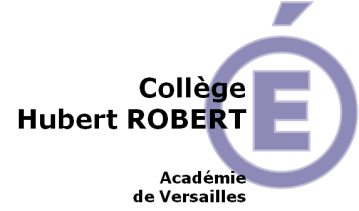 Collège
Hubert ROBERT
É
Académie
de Versailles